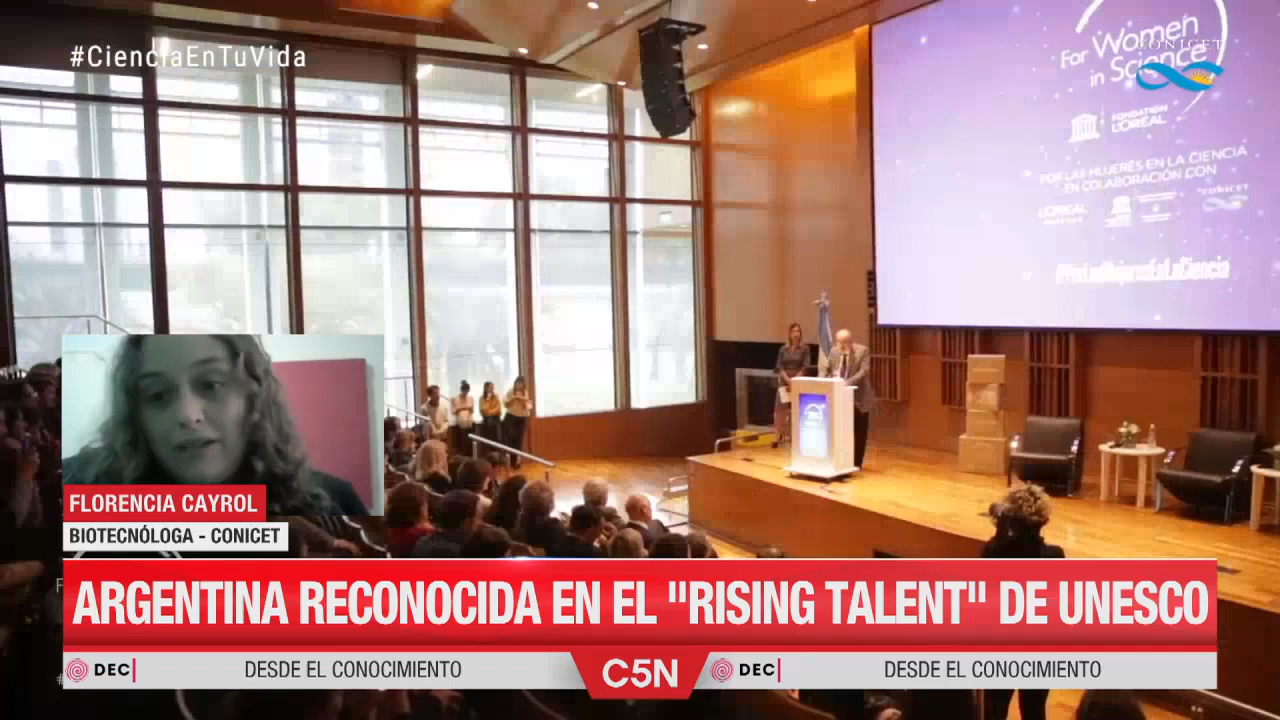 #CienciaEnTuVida
For Women
in Science
CONICET
FONDATION
L'ORÉAL
POR LAS MUJERES EN LA CIENCIA
EN COLABORACIÓN CON
L'ORÉAL
CONICET
FLORENCIA CAYROL
BIOTECNÓLOGA - CONICET
ARGENTINA RECONOCIDA EN EL "RISING TALENT" DE UNESCO
DEC
DESDE EL CONOCIMIENTO
C5N
DEC
DESDE EL CONOCIMIENTO